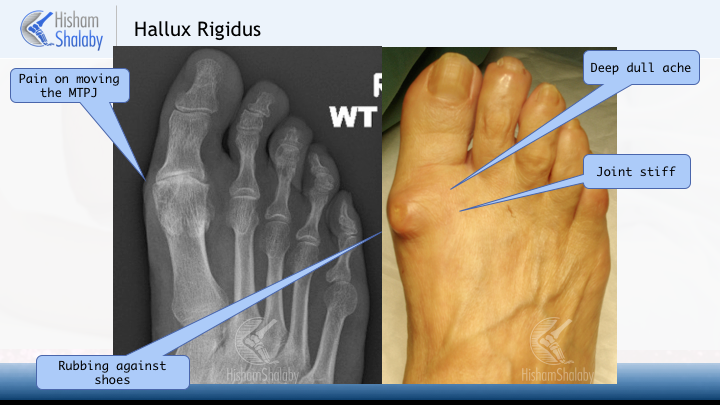 Hisham
Shalaby
Hallux Rigidus
Pain on moving
the MTPJ
WT
Deep dull ache
Joint stiff
Rubbing against
shoes
HishamShalaby
HishamShalaby